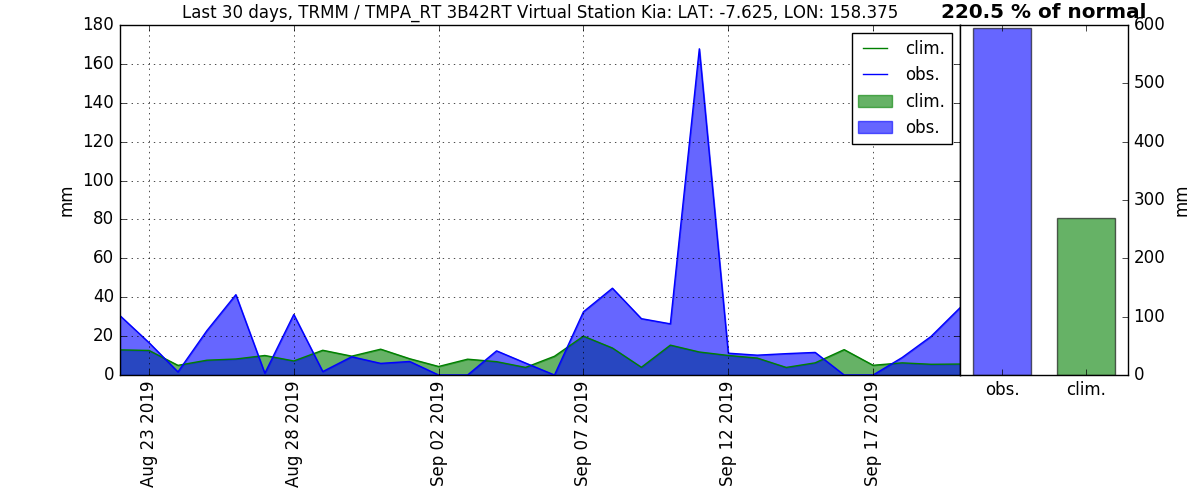 Last 30 days, TRMM / TMPA_RT 3B42RT Virtual Station Kia: LAT: -7.625, LON: 158.375
220.5 % of normal
180
160
140
120
100
80
60
40
20
0
mm
clim.
obs.
clim.
obs.
Aug 23 2019
Aug 28 2019
Sep 02 2019
Sep 07 2019
Sep 12 2019
Sep 17 2019
600
500
400
300
200
100
0
mm
obs.
clim.